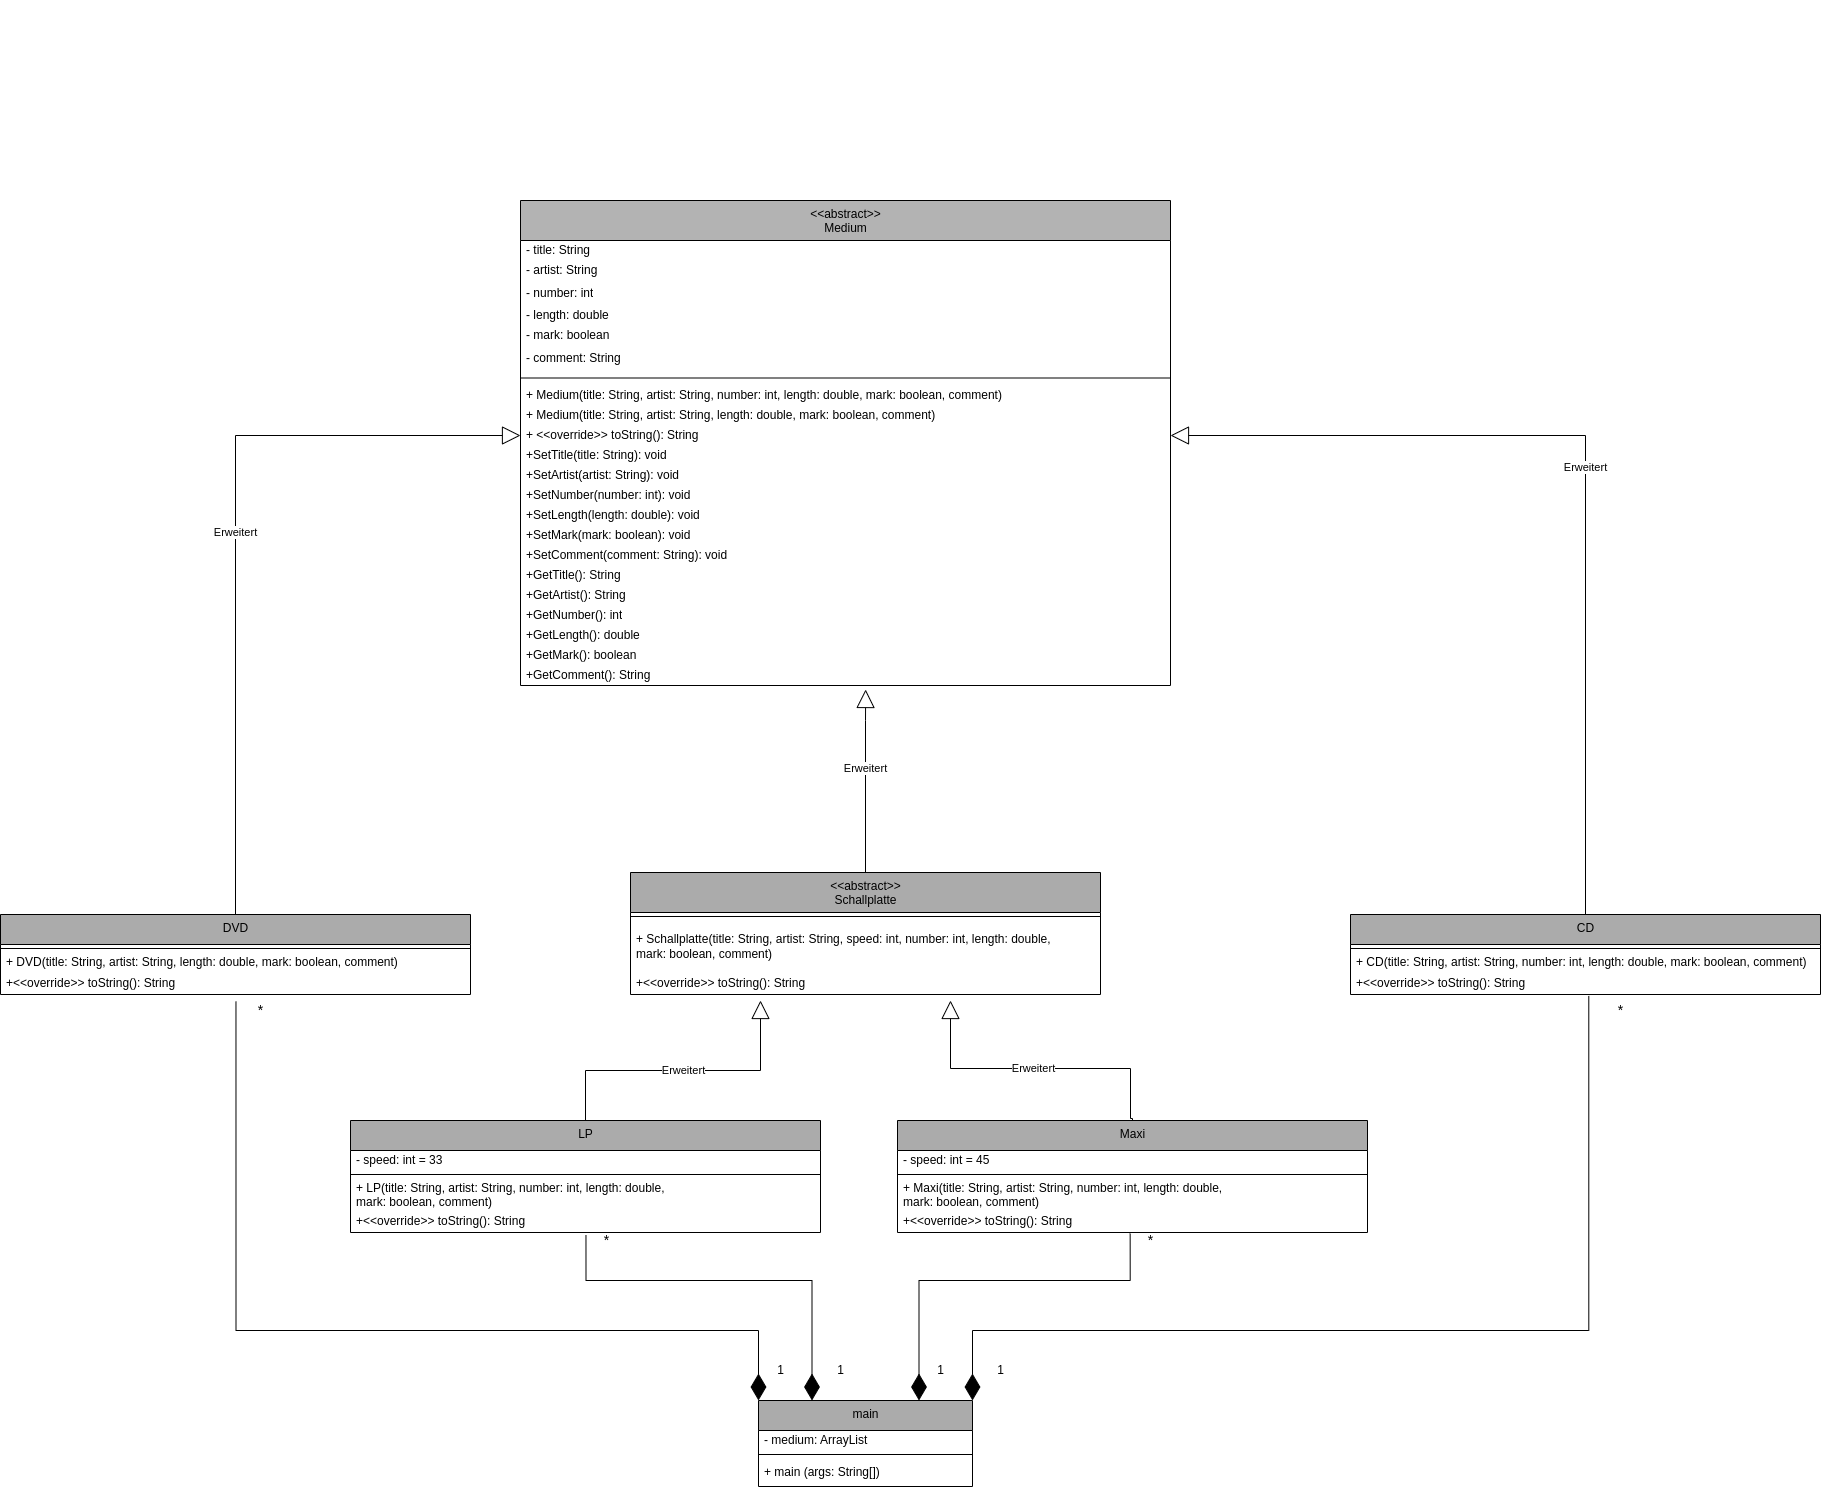 <<abstract>>
Medium
- title: String
- artist: String
- number: int
- length: double
- mark: boolean
- comment: String
+ Medium(title: String, artist: String, number: int, length: double, mark: boolean, comment)
+ Medium(title: String, artist: String, length: double, mark: boolean, comment)
+ <<override>> toString(): String
+SetTitle(title: String): void
+SetArtist(artist: String): void
+SetNumber(number: int): void
+SetLength(length: double): void
+SetMark(mark: boolean): void
+SetComment(comment: String): void
+GetTitle(): String
+GetArtist(): String
+GetNumber(): int
+GetLength(): double
+GetMark(): boolean
+GetComment(): String
Erweitert
Erweitert
Erweitert
DVD
+ DVD(title: String, artist: String, length: double, mark: boolean, comment)
+<<override>> toString(): String
*
<<abstract>>
Schallplatte
+ Schallplatte(title: String, artist: String, speed: int, number: int, length: double,
mark: boolean, comment)
+<<override>> toString(): String
CD
+ CD(title: String, artist: String, number: int, length: double, mark: boolean, comment)
+<<override>> toString(): String
*
Erweitert
Erweitert
LP
- speed: int = 33
+ LP(title: String, artist: String, number: int, length: double,
mark: boolean, comment)
+<<override>> toString(): String
*
Maxi
- speed: int = 45
+ Maxi(title: String, artist: String, number: int, length: double,
mark: boolean, comment)
+<<override>> toString(): String
*
1
1
1
1
main
- medium: ArrayList
+ main (args: String[])